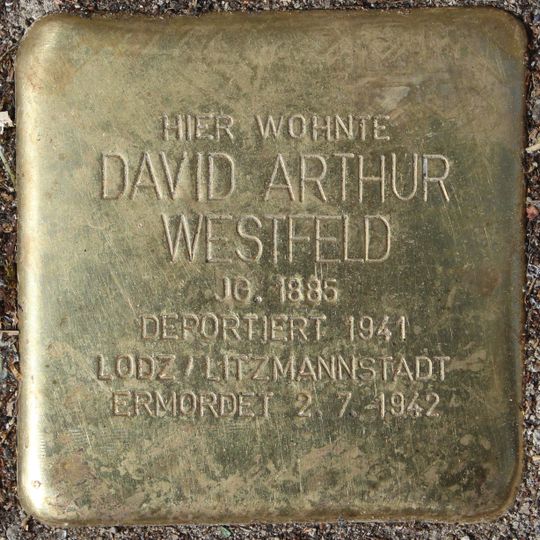 HIER WOHNTE
DAVID ARTHUR
WESTFELD
JG. 1885
DEPORTIERT 1941
LODZ / LITZMANNSTADT
ERMORDET 2. 7. 1942